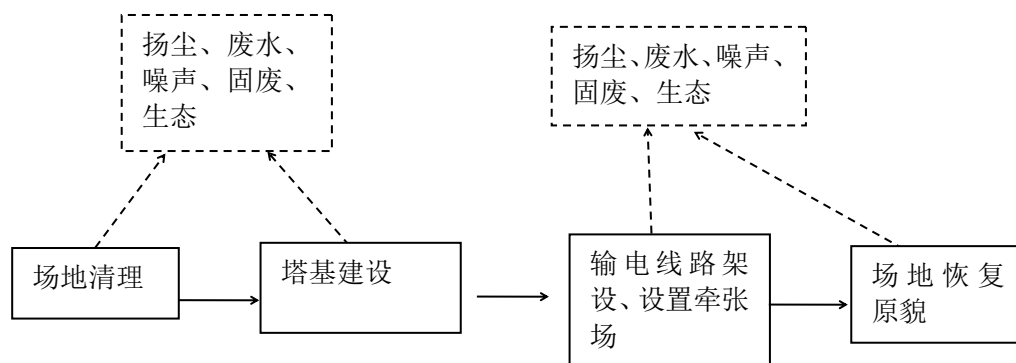 扬尘、废水、
噪声、固废、
生态
扬尘、废水、噪声、
固废、生态
场地清理
塔基建设
输电线路架
设、设置牵张
场
场地恢复
原貌